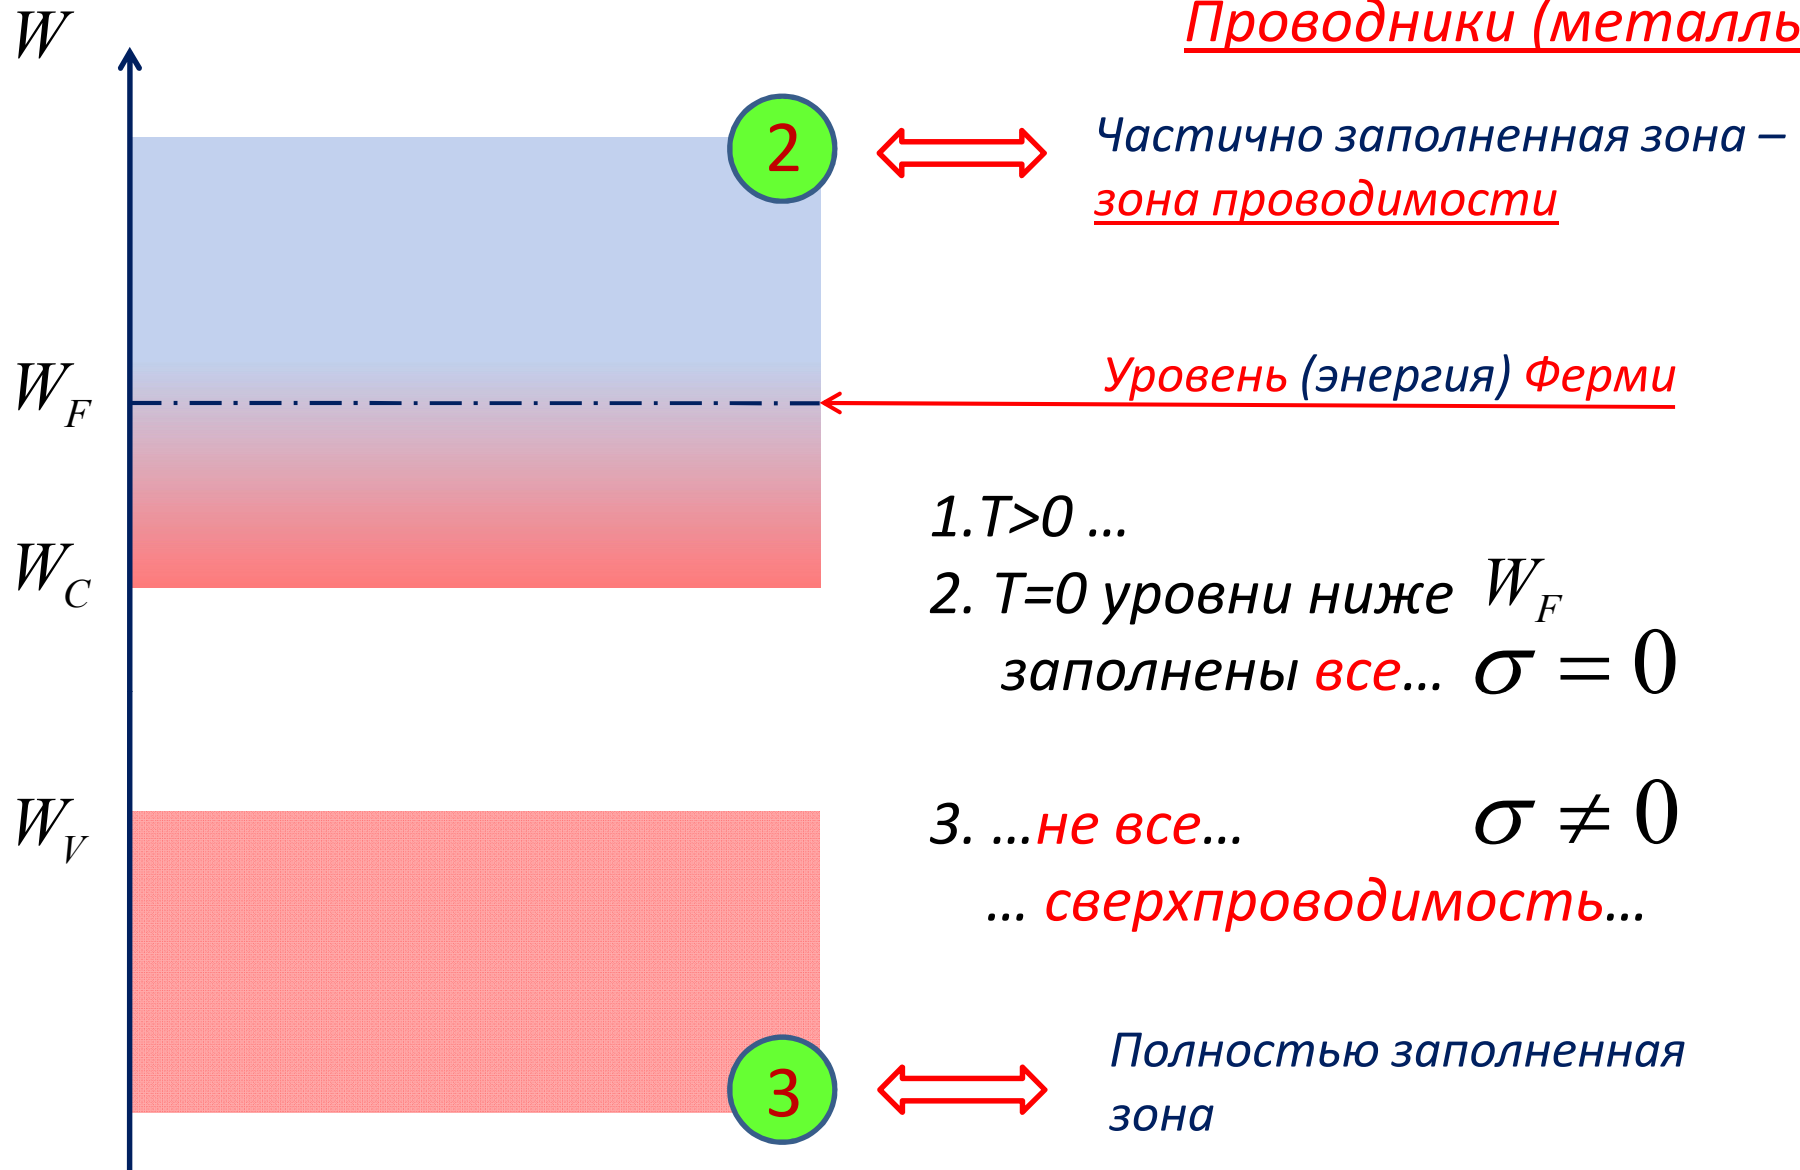 W
Проводники (металлы
2
Частично заполненная зона –
зона проводимости
W_F
Уровень (энергия) Ферми
1.T>0 ...
W_C
2. T=0 уровни ниже W_F
заполнены все... σ = 0
W_V
3. ...не все... σ ≠ 0
... сверхпроводимость...
3
Полностью заполненная
зона